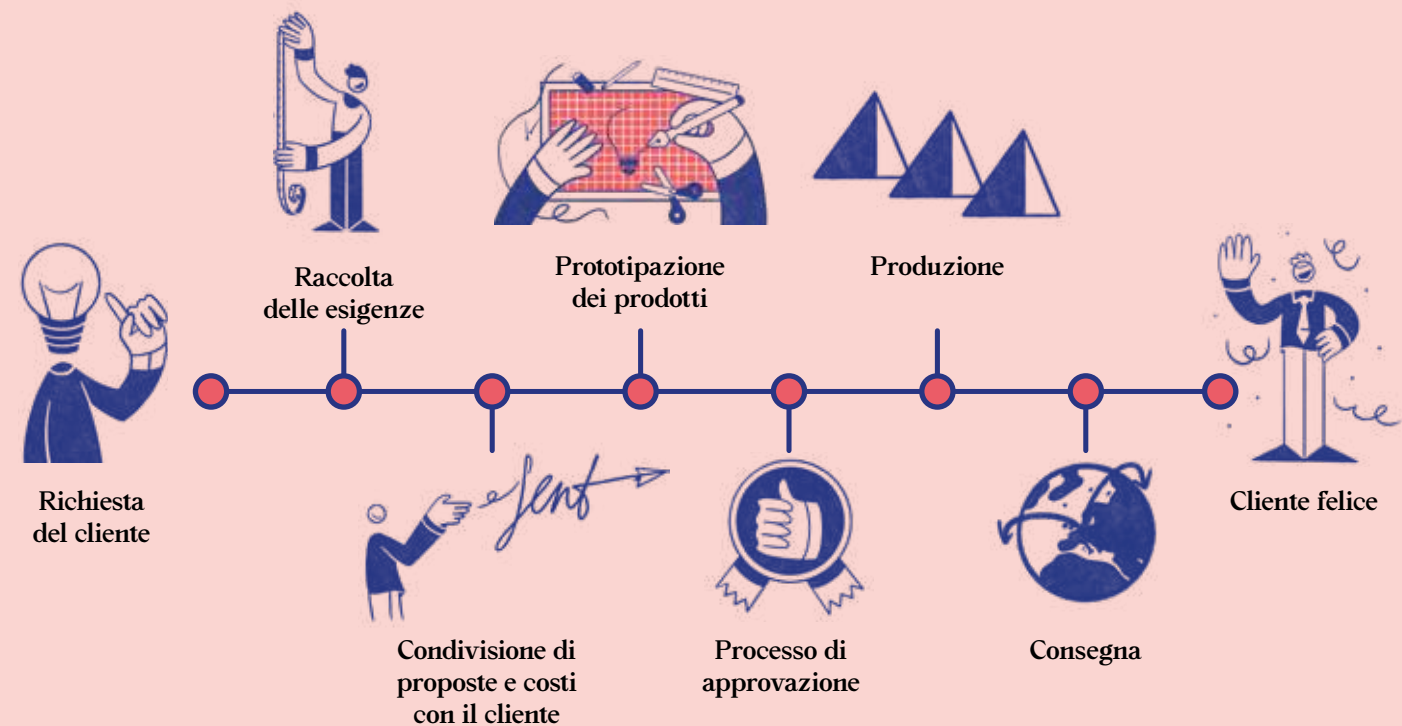 Richiesta
del cliente
Raccolta
delle esigenze
Condivisione di
proposte e costi
con il cliente
Sent
Prototipazione
dei prodotti
Processo di
approvazione
Produzione
Consegna
Cliente felice